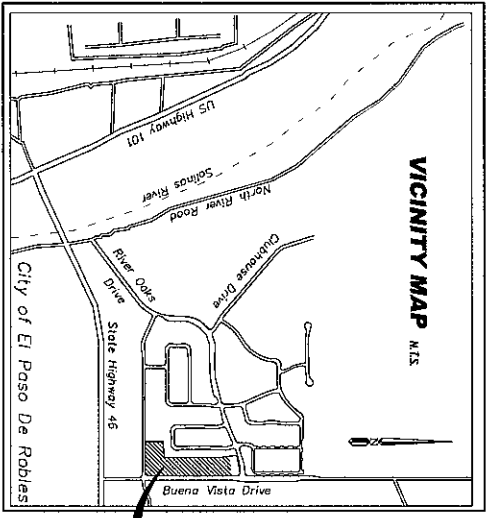 VICINITY MAP
N.T.S.
US Highway 101
Salinas River
North River Road
Clubhouse Drive
River Oaks
Drive
State Highway 46
Buena Vista Drive
City of El Paso De Robles